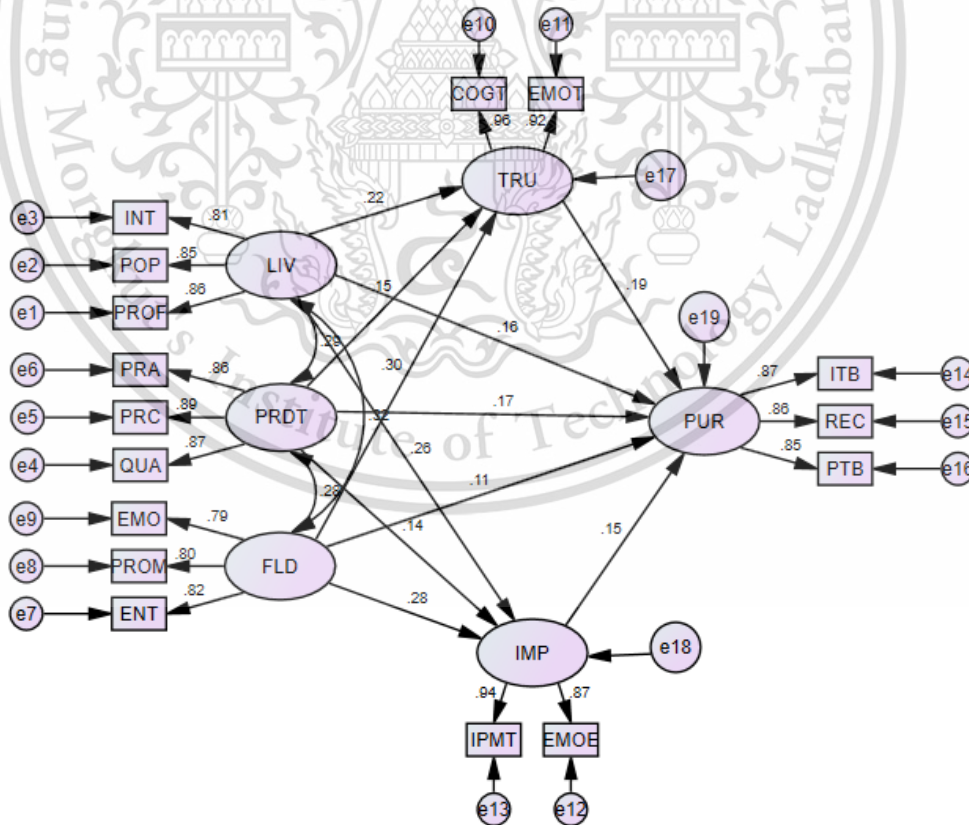 e10 e11
COGT EMOT
.96 .92
TRU e17
.22
e3 INT .81
LIV
e2 POP .85
e1 PROF .86
.15 .16 .19
e19
.29 .30
e6 PRA .86
e5 PRC .89 PRDT .17 PUR
e4 QUA .87
.87 ITB e14
.86 REC e15
.85 PTB e16
.32 .26
.11
.28 .14
e9 EMO .79
e8 PROM .80 FLD
e7 ENT .82
.28 .15
IMP e18
.94 .87
IPMT EMOE
e13 e12
ng Mongkut's Institute of Technology Ladkraban